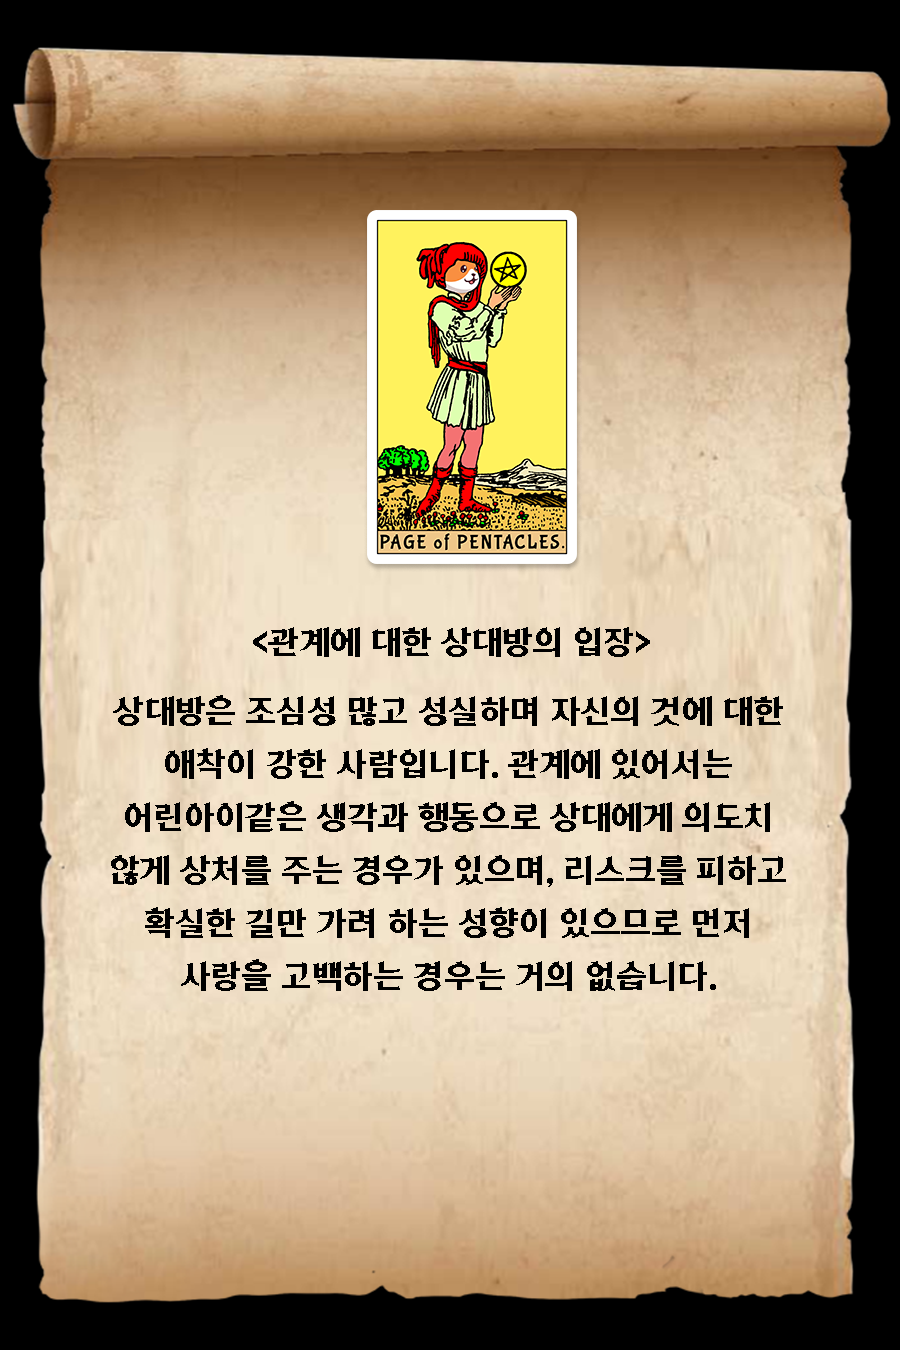 PAGE of PENTACLES.
<관계에 대한 상대방의 입장>
상대방은 조심성 많고 성실하며 자신의 것에 대한
애착이 강한 사람입니다. 관계에 있어서는
어린아이같은 생각과 행동으로 상대에게 의도치
않게 상처를 주는 경우가 있으며, 리스크를 피하고
확실한 길만 가려 하는 성향이 있으므로 먼저
사랑을 고백하는 경우는 거의 없습니다.